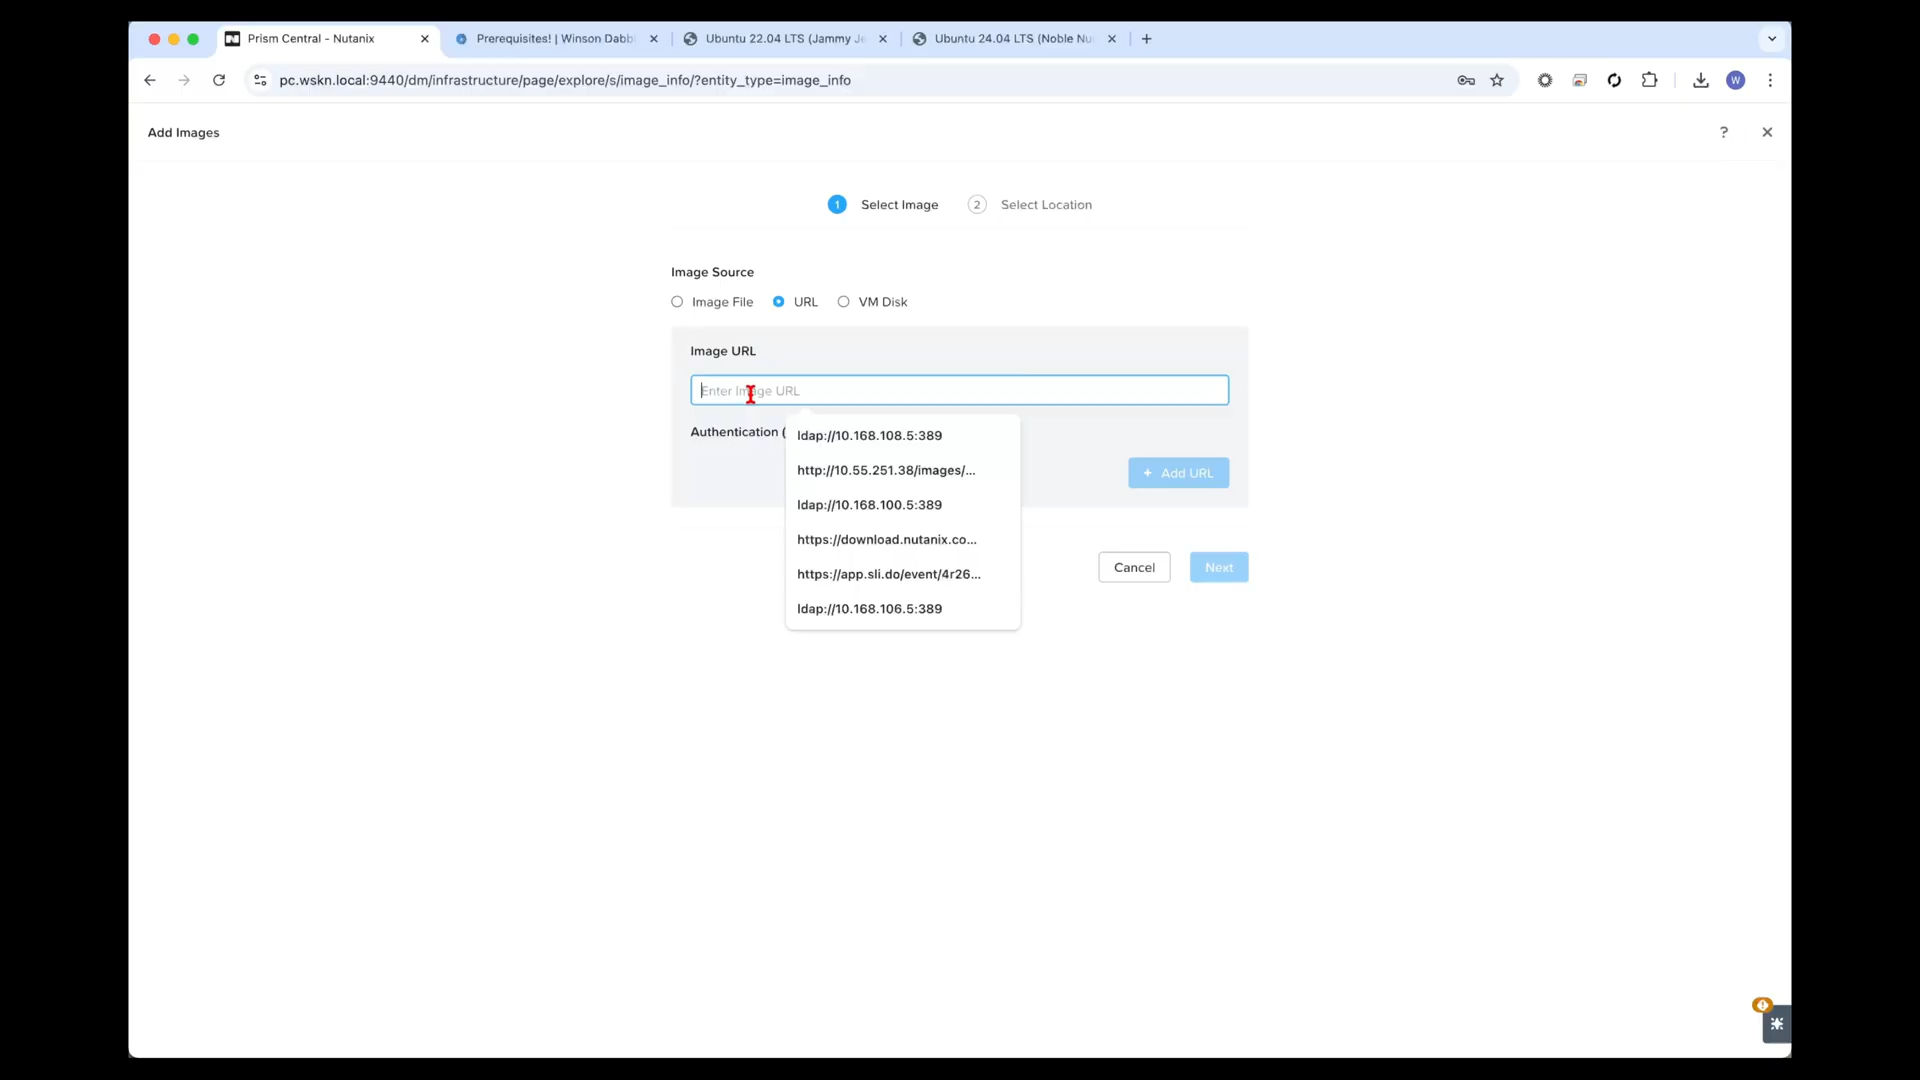 Prism Central - Nutanix
Prerequisites! | Winson Dabb
Ubuntu 22.04 LTS (Jammy Je
Ubuntu 24.04 LTS (Noble Nu
pc.wskn.local:9440/dm/infrastructure/page/explore/s/image_info/?entity_type=image_info
W
Add Images
?
1 Select Image 2 Select Location
Image Source
Image File URL VM Disk
Image URL
Enter Image URL
Authentication (
ldap://10.168.108.5:389
http://10.55.251.38/images/...
+ Add URL
ldap://10.168.100.5:389
https://download.nutanix.co...
https://app.sli.do/event/4r26...
Cancel
Next
ldap://10.168.106.5:389